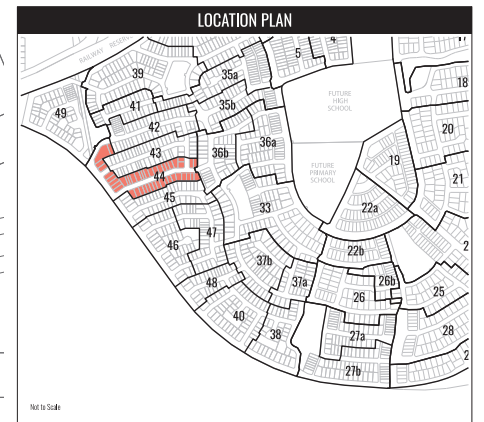 LOCATION PLAN
RAILWAY RESERVE
4
5
17
39
35a
18
49
41
35b
FUTURE
HIGH
SCHOOL
42
20
43
36b
36a
19
44
FUTURE
PRIMARY
SCHOOL
21
45
33
22a
46
47
22b
37b
37a
26b
48
26
25
40
38
27a
28
27b
Not to Scale